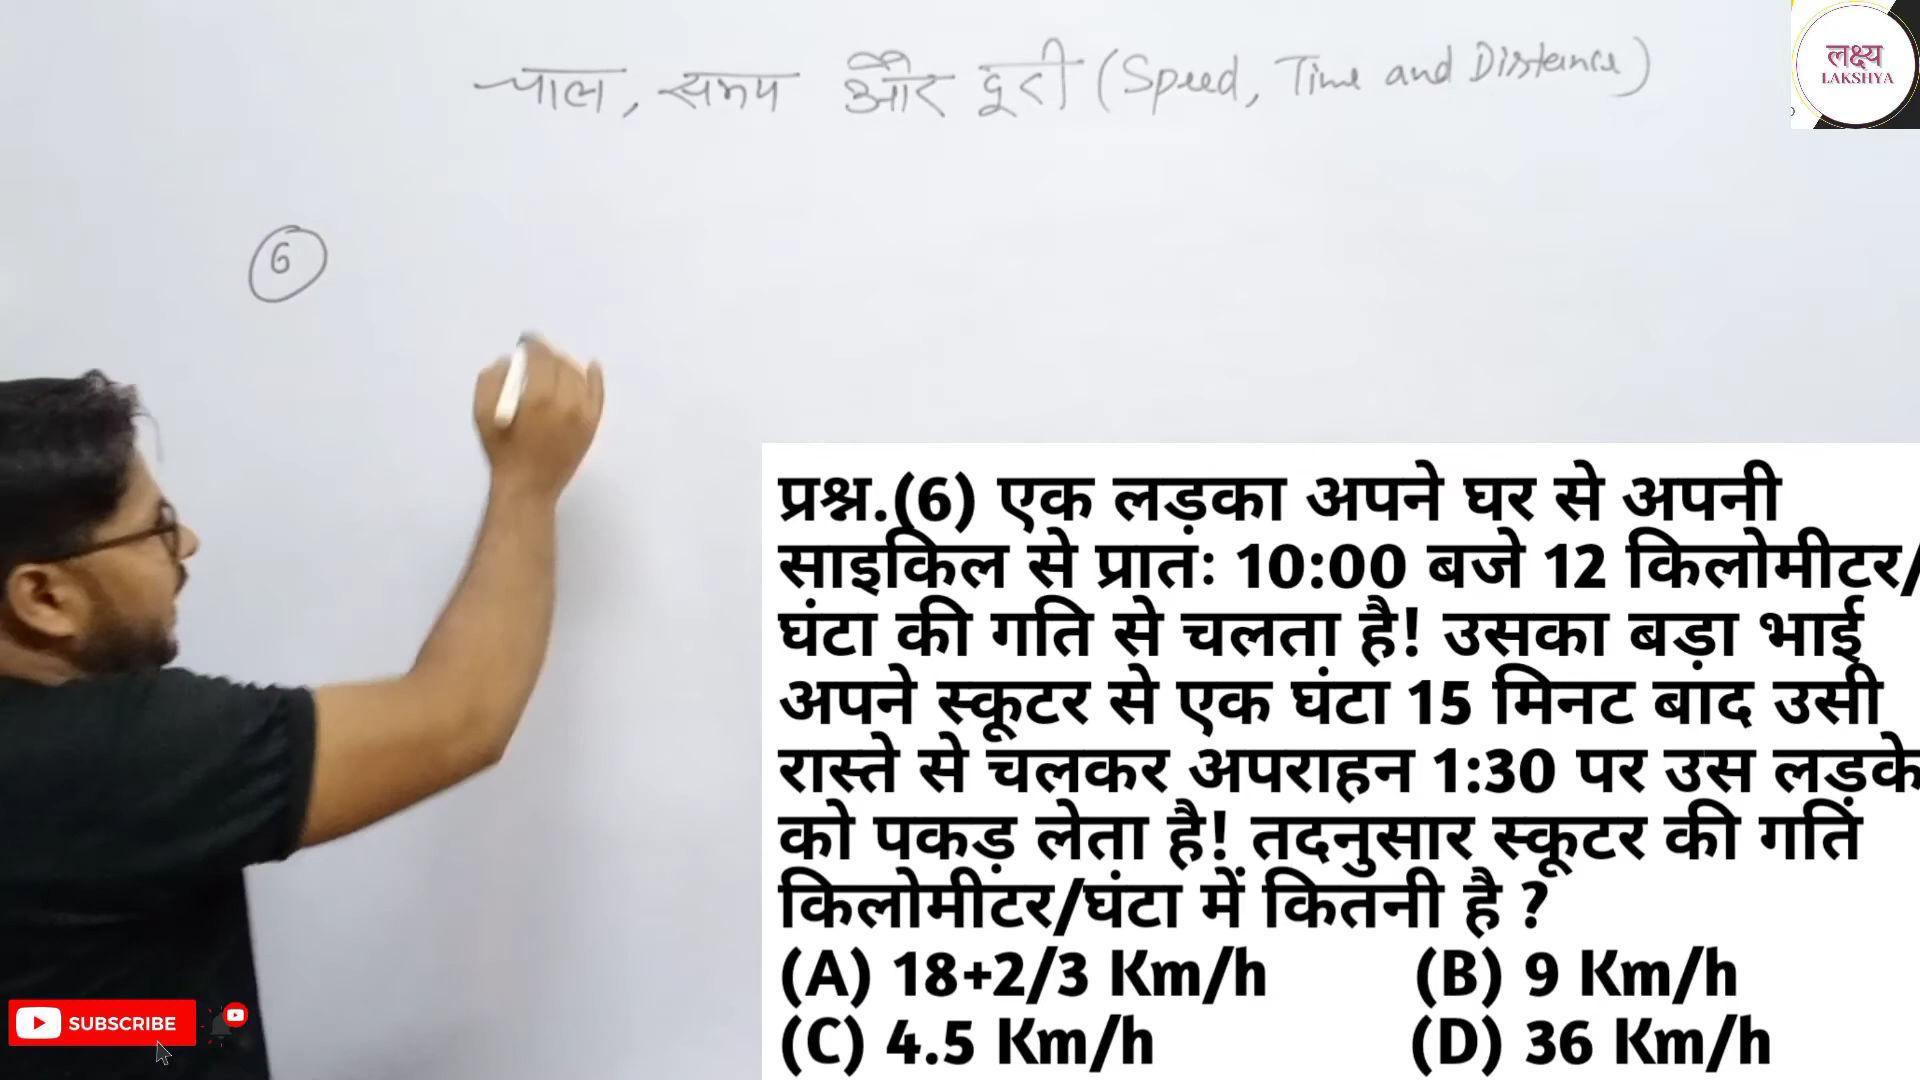 चाल, समय और दूरी (Speed, Time and Distance)
लक्ष्य
LAKSHYA
6
प्रश्न.(6) एक लड़का अपने घर से अपनी
साइकिल से प्रातः 10:00 बजे 12 किलोमीटर/
घंटा की गति से चलता है! उसका बड़ा भाई
अपने स्कूटर से एक घंटा 15 मिनट बाद उसी
रास्ते से चलकर अपराहन 1:30 पर उस लड़के
को पकड़ लेता है! तदनुसार स्कूटर की गति
किलोमीटर/घंटा में कितनी है ?
(A) 18+2/3 Km/h (B) 9 Km/h
(C) 4.5 Km/h (D) 36 Km/h
SUBSCRIBE